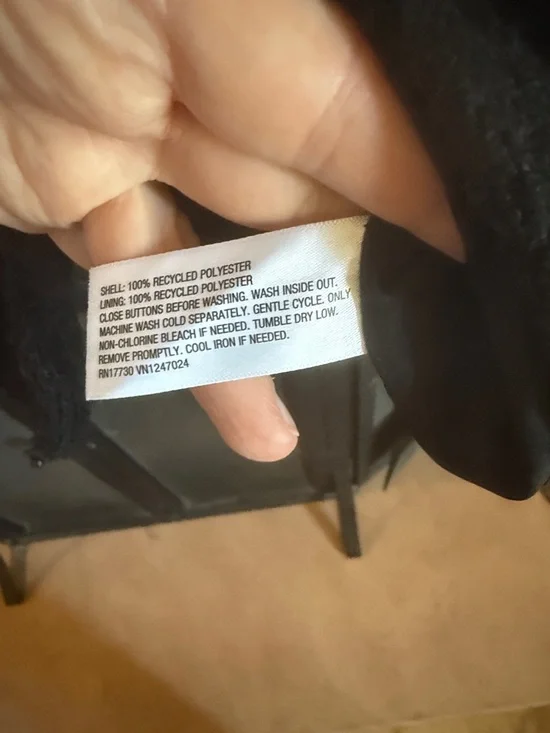 SHELL: 100% RECYCLED POLYESTER
LINING: 100% RECYCLED POLYESTER
CLOSE BUTTONS BEFORE WASHING. WASH INSIDE OUT.
MACHINE WASH COLD SEPARATELY. GENTLE CYCLE. ONLY
NON-CHLORINE BLEACH IF NEEDED. TUMBLE DRY LOW.
REMOVE PROMPTLY. COOL IRON IF NEEDED.
RN17730 VN1247024